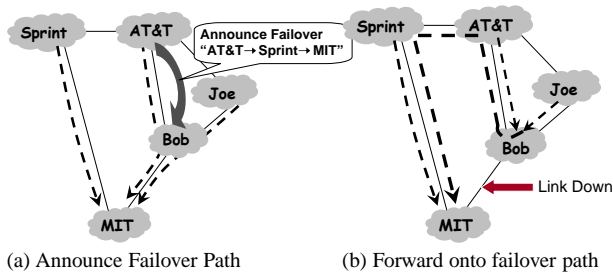 Sprint
AT&T
Announce Failover
“AT&T→Sprint→MIT”
Joe
Bob
MIT
(a) Announce Failover Path
Sprint
AT&T
Joe
Bob
Link Down
MIT
(b) Forward onto failover path